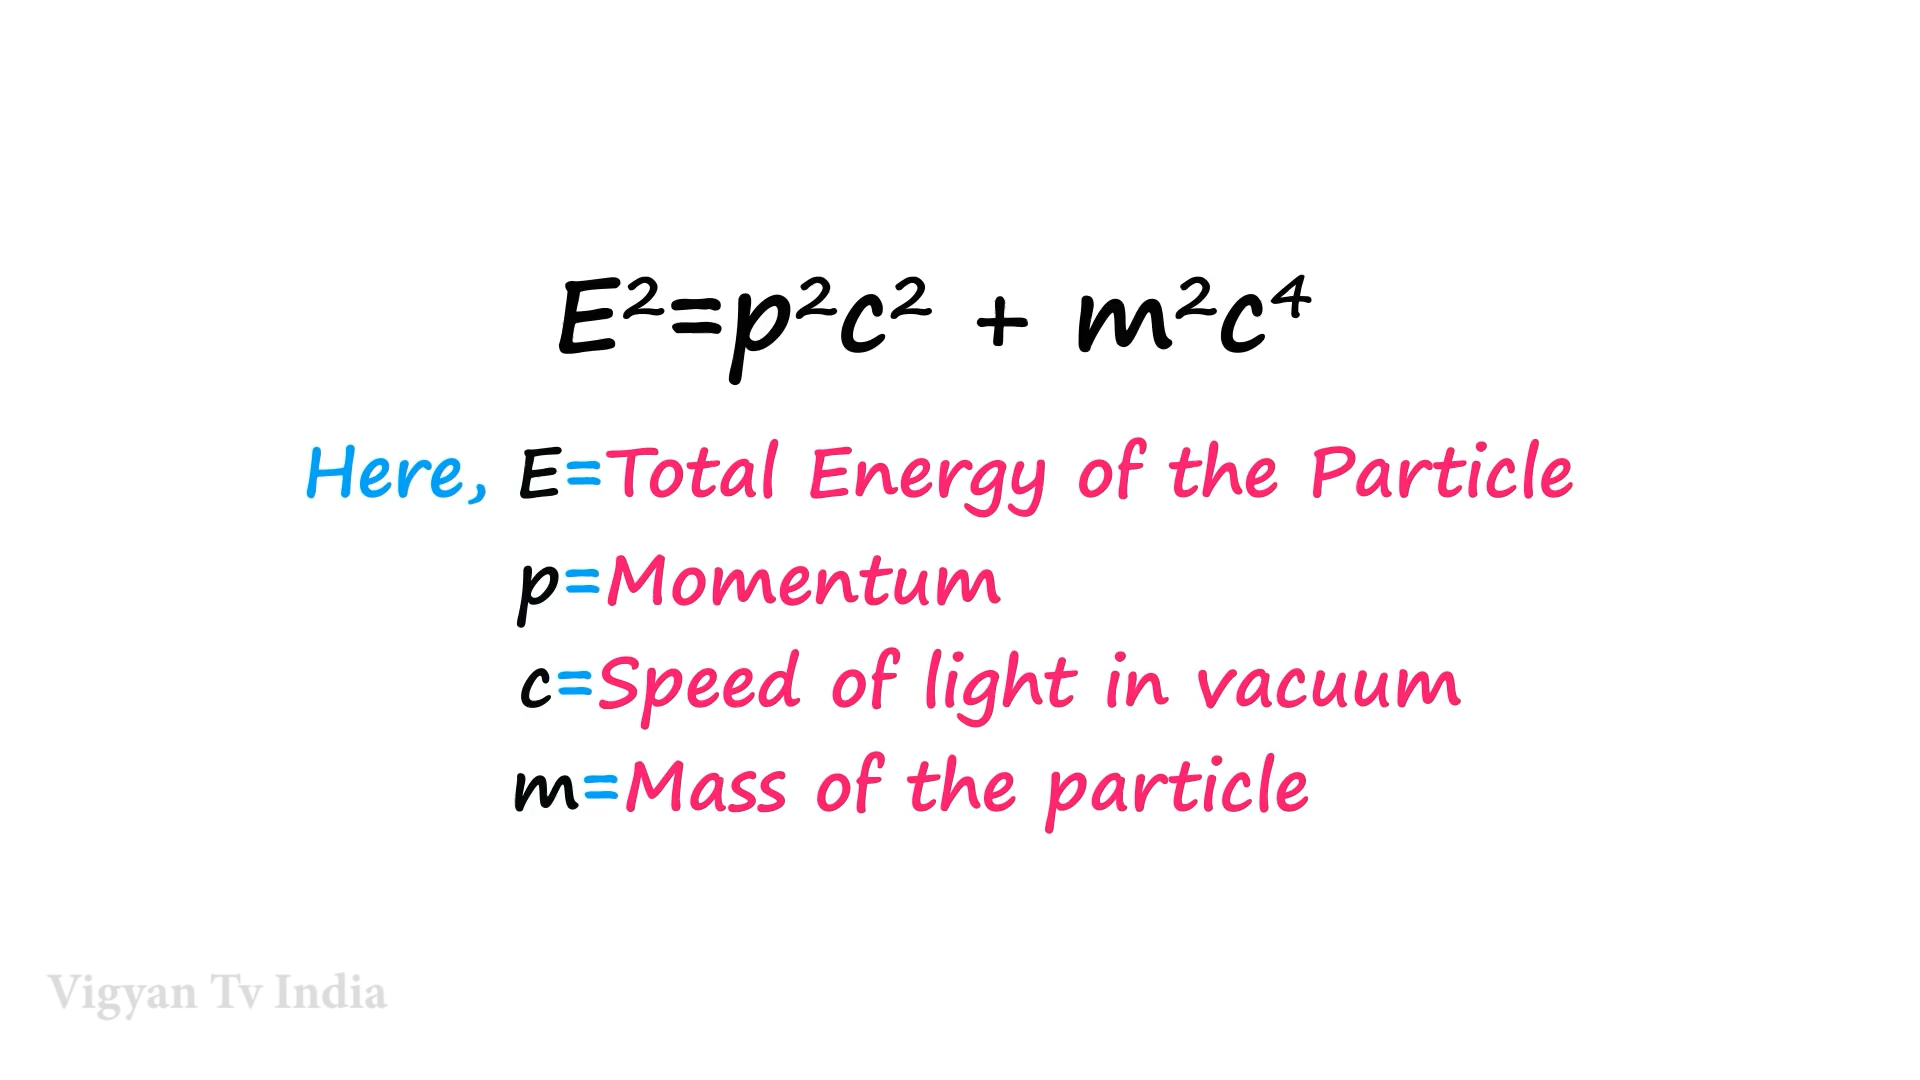 E²=p²c² + m²c⁴
Here, E=Total Energy of the Particle
p=Momentum
c=Speed of light in vacuum
m=Mass of the particle
Vigyan Tv India